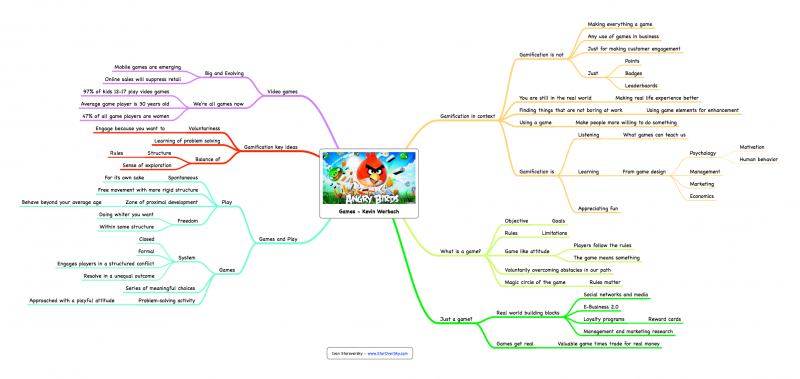 Mobile games are emerging
Online sales will suppress retail
Big and Evolving
97% of kids 12-17 play video games
Average game player is 30 years old
47% of all game players are women
We're all games now
Video games
Engage because you want to
Voluntariness
Learning of problem solving
Rules
Structure
Sense of exploration
Balance of
Gamification key ideas
For its own sake
Spontaneous
Free movement with more rigid structure
Behave beyond your average age
Zone of proximal development
Doing whiter you want
Within some structure
Freedom
Play
Closed
Formal
Engages players in a structured conflict
Resolve in a unequal outcome
System
Series of meaningful choices
Approached with a playful attitude
Problem-solving activity
Games
Games and Play
ANGRY BIRDS
Games - Kevin Werbach
Gamification in context
Gamification is not
Making everything a game
Any use of games in business
Just for making customer engagement
Just
Points
Badges
Leaderboards
You are still in the real world
Making real life experience better
Finding things that are not boring at work
Using game elements for enhancement
Using a game
Make people more willing to do something
Gamification is
Listening
What games can teach us
Learning
From game design
Psychology
Motivation
Human behavior
Management
Marketing
Economics
Appreciating fun
What is a game?
Objective
Goals
Rules
Limitations
Game like attitude
Players follow the rules
The game means something
Voluntarily overcoming obstacles in our path
Magic circle of the game
Rules matter
Just a game?
Real world building blocks
Social networks and media
E-Business 2.0
Loyalty programs
Reward cards
Management and marketing research
Games get real
Valuable game times trade for real money
Ivan Staroversky - www.StarOverSky.com